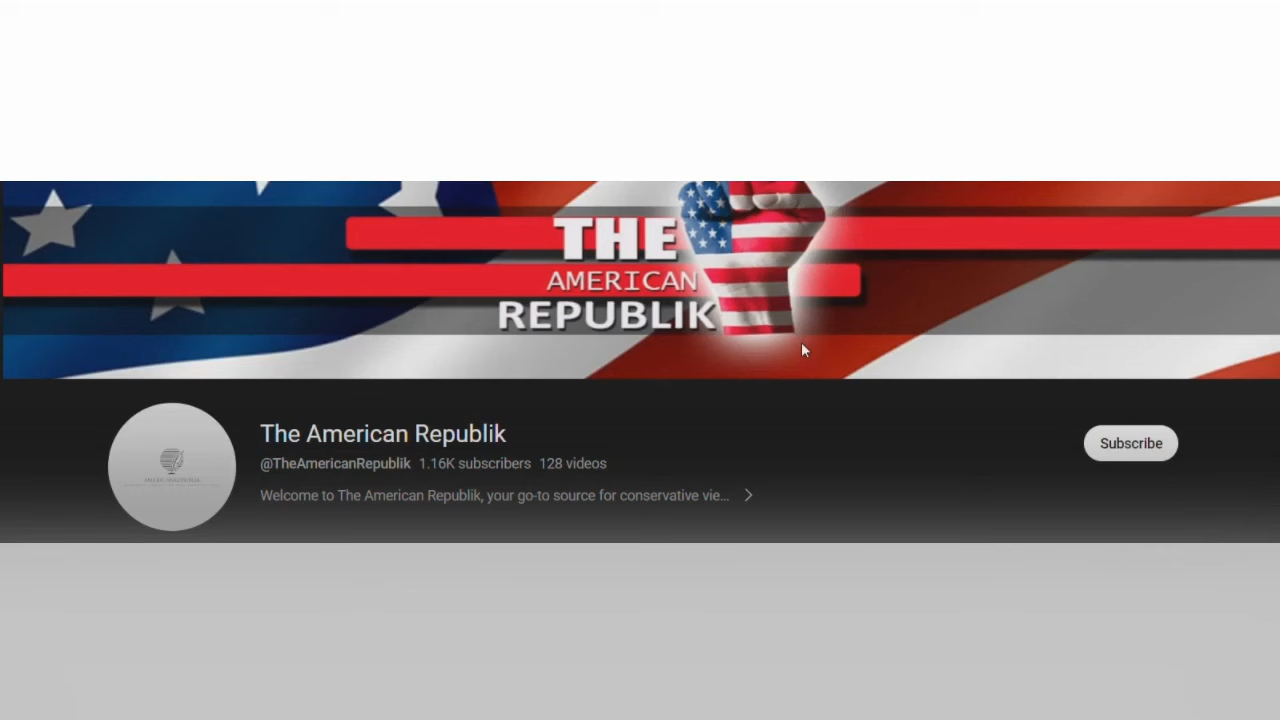 THE
AMERICAN
REPUBLIK
The American Republik
@TheAmericanRepublik 1.16K subscribers 128 videos
Welcome to The American Republik, your go-to source for conservative vie...
Subscribe